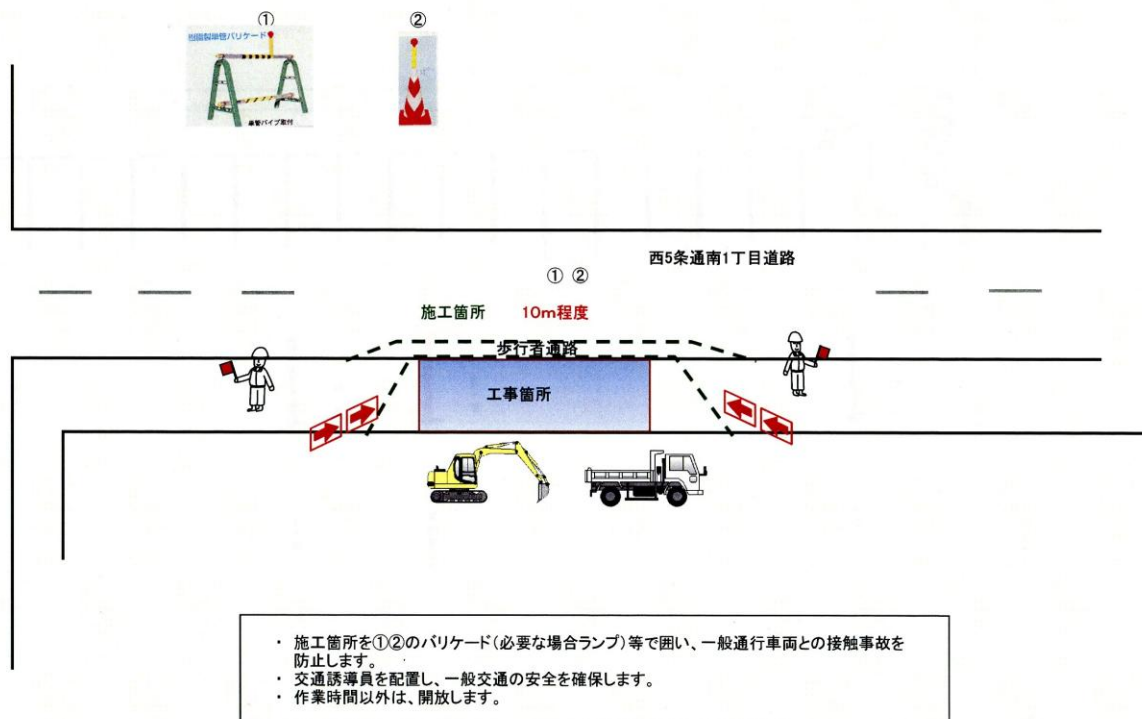 ① ②
当園製単管バリケード
単管パイプ取付
西5条通南1丁目道路
① ②
施工箇所 10m程度
歩行者通路
工事箇所
・ 施工箇所を①②のバリケード(必要な場合ランプ)等で囲い、一般通行車両との接触事故を
防止します。
・ 交通誘導員を配置し、一般交通の安全を確保します。
・ 作業時間以外は、開放します。